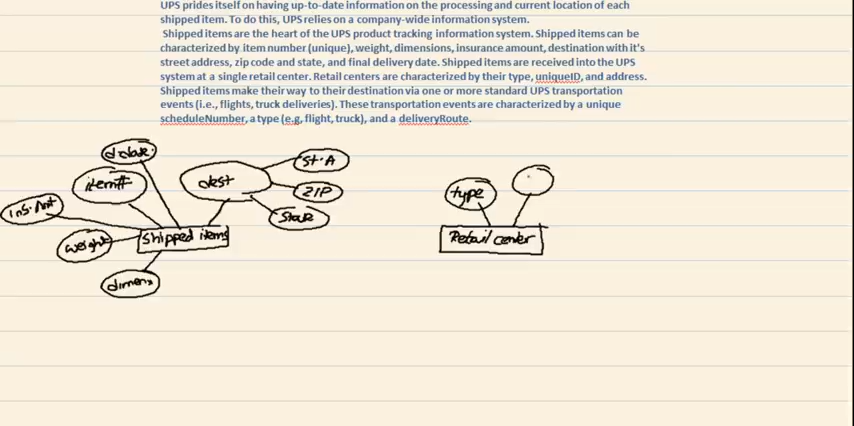 UPS prides itself on having up-to-date information on the processing and current location of each
shipped item. To do this, UPS relies on a company-wide information system.
Shipped items are the heart of the UPS product tracking information system. Shipped items can be
characterized by item number (unique), weight, dimensions, insurance amount, destination with it's
street address, zip code and state, and final delivery date. Shipped items are received into the UPS
system at a single retail center. Retail centers are characterized by their type, uniqueID, and address.
Shipped items make their way to their destination via one or more standard UPS transportation
events (i.e., flights, truck deliveries). These transportation events are characterized by a unique
scheduleNumber, a type (e.g, flight, truck), and a deliveryRoute.
d.date
St.A
item#
dest
ZIP
type
Ins.Amt
State
weight
Shipped items
Retail center
dimens